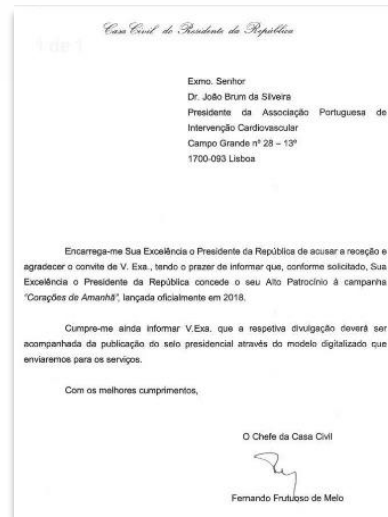 Casa Civil do Presidente da República
1 de 1
Exmo. Senhor
Dr. João Brum da Silveira
Presidente da Associação Portuguesa de
Intervenção Cardiovascular
Campo Grande nº 28 – 13º
1700-093 Lisboa
Encarrega-me Sua Excelência o Presidente da República de acusar a receção e
agradecer o convite de V. Exa., tendo o prazer de informar que, conforme solicitado, Sua
Excelência o Presidente da República concede o seu Alto Patrocínio à campanha
"Corações de Amanhã", lançada oficialmente em 2018.
Cumpre-me ainda informar V.Exa. que a respetiva divulgação deverá ser
acompanhada da publicação do selo presidencial através do modelo digitalizado que
enviaremos para os serviços.
Com os melhores cumprimentos,
O Chefe da Casa Civil
Fernando Frutuoso de Melo